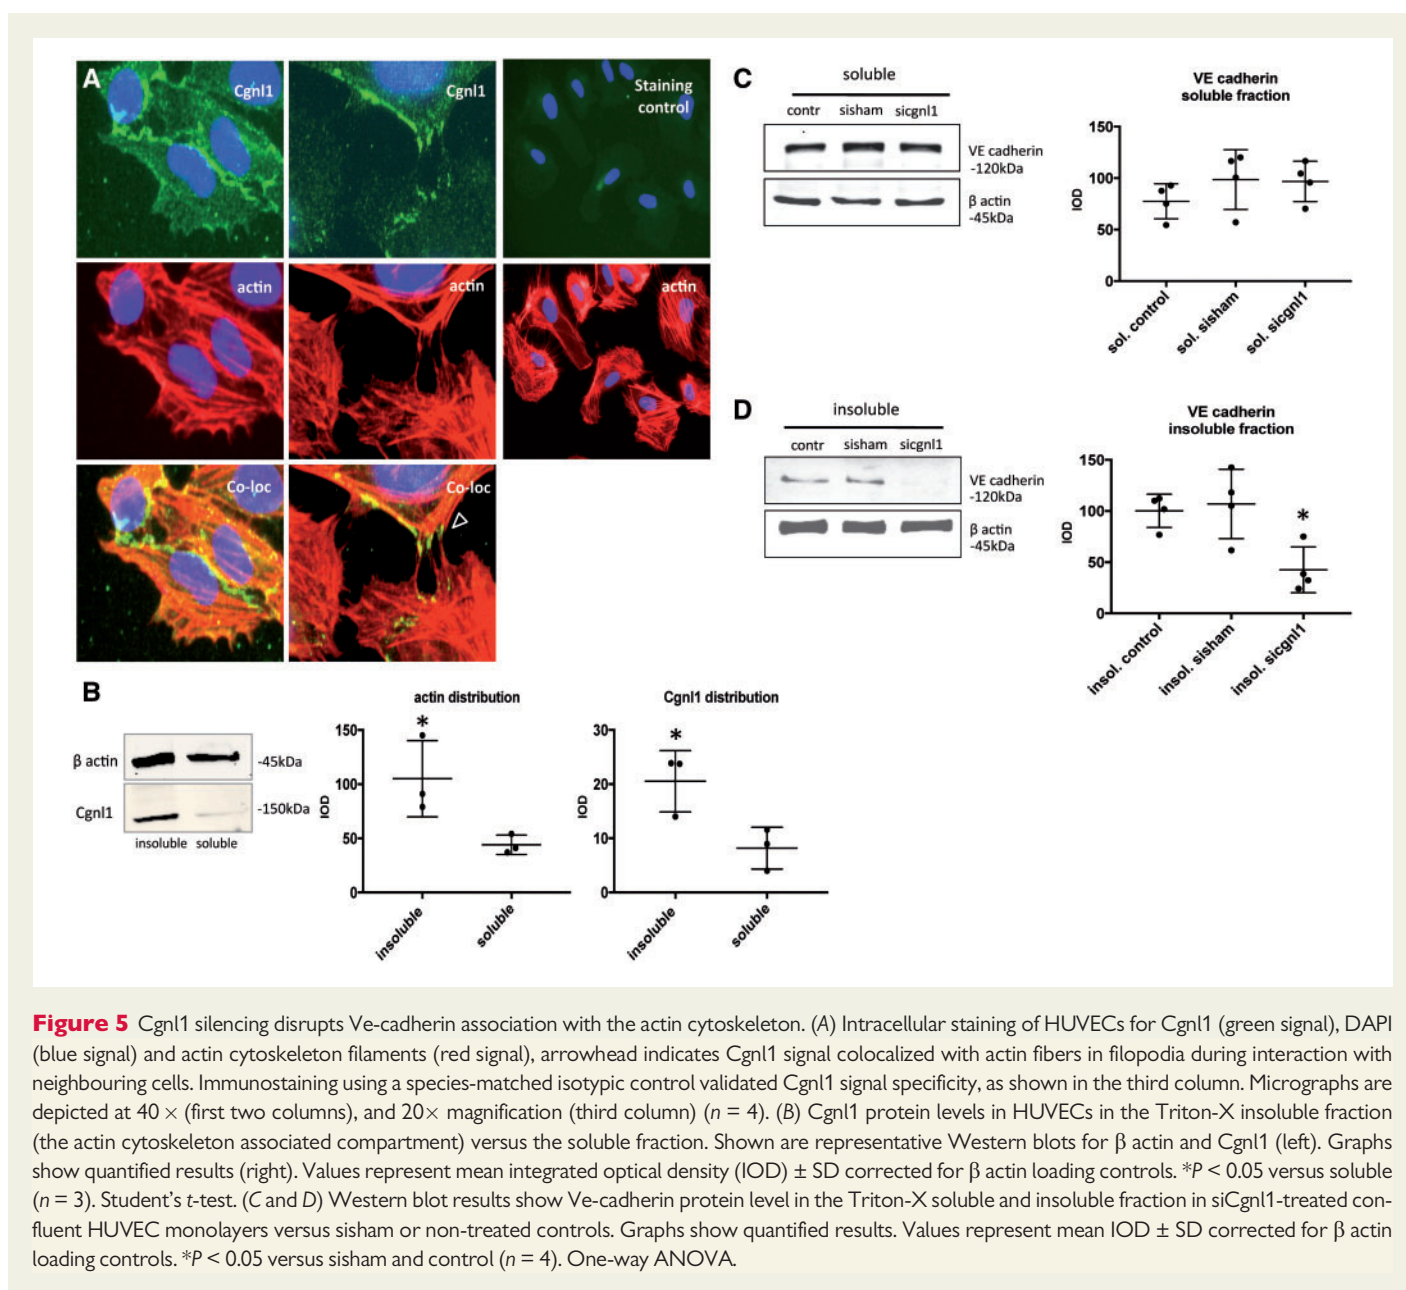 A
Cgnl1
Cgnl1
Staining
control
actin
actin
actin
Co-loc
Co-loc
B
β actin
-45kDa
Cgnl1
-150kDa
insoluble soluble
actin distribution
IOD
150
100
50
0
insoluble
soluble
*
Cgnl1 distribution
IOD
30
20
10
0
insoluble
soluble
*
C
soluble
contr sisham sicgnl1
VE cadherin
-120kDa
β actin
-45kDa
VE cadherin
soluble fraction
IOD
150
100
50
0
sol. control
sol. sisham
sol. sicgnl1
D
insoluble
contr sisham sicgnl1
VE cadherin
-120kDa
β actin
-45kDa
VE cadherin
insoluble fraction
IOD
150
100
50
0
*
insol. control
insol. sisham
insol. sicgnl1
Figure 5 Cgnl1 silencing disrupts Ve-cadherin association with the actin cytoskeleton. (A) Intracellular staining of HUVECs for Cgnl1 (green signal), DAPI
(blue signal) and actin cytoskeleton filaments (red signal), arrowhead indicates Cgnl1 signal colocalized with actin fibers in filopodia during interaction with
neighbouring cells. Immunostaining using a species-matched isotypic control validated Cgnl1 signal specificity, as shown in the third column. Micrographs are
depicted at 40 × (first two columns), and 20× magnification (third column) (n = 4). (B) Cgnl1 protein levels in HUVECs in the Triton-X insoluble fraction
(the actin cytoskeleton associated compartment) versus the soluble fraction. Shown are representative Western blots for β actin and Cgnl1 (left). Graphs
show quantified results (right). Values represent mean integrated optical density (IOD) ± SD corrected for β actin loading controls. *P < 0.05 versus soluble
(n = 3). Student's t-test. (C and D) Western blot results show Ve-cadherin protein level in the Triton-X soluble and insoluble fraction in siCgnl1-treated con-
fluent HUVEC monolayers versus sisham or non-treated controls. Graphs show quantified results. Values represent mean IOD ± SD corrected for β actin
loading controls. *P < 0.05 versus sisham and control (n = 4). One-way ANOVA.